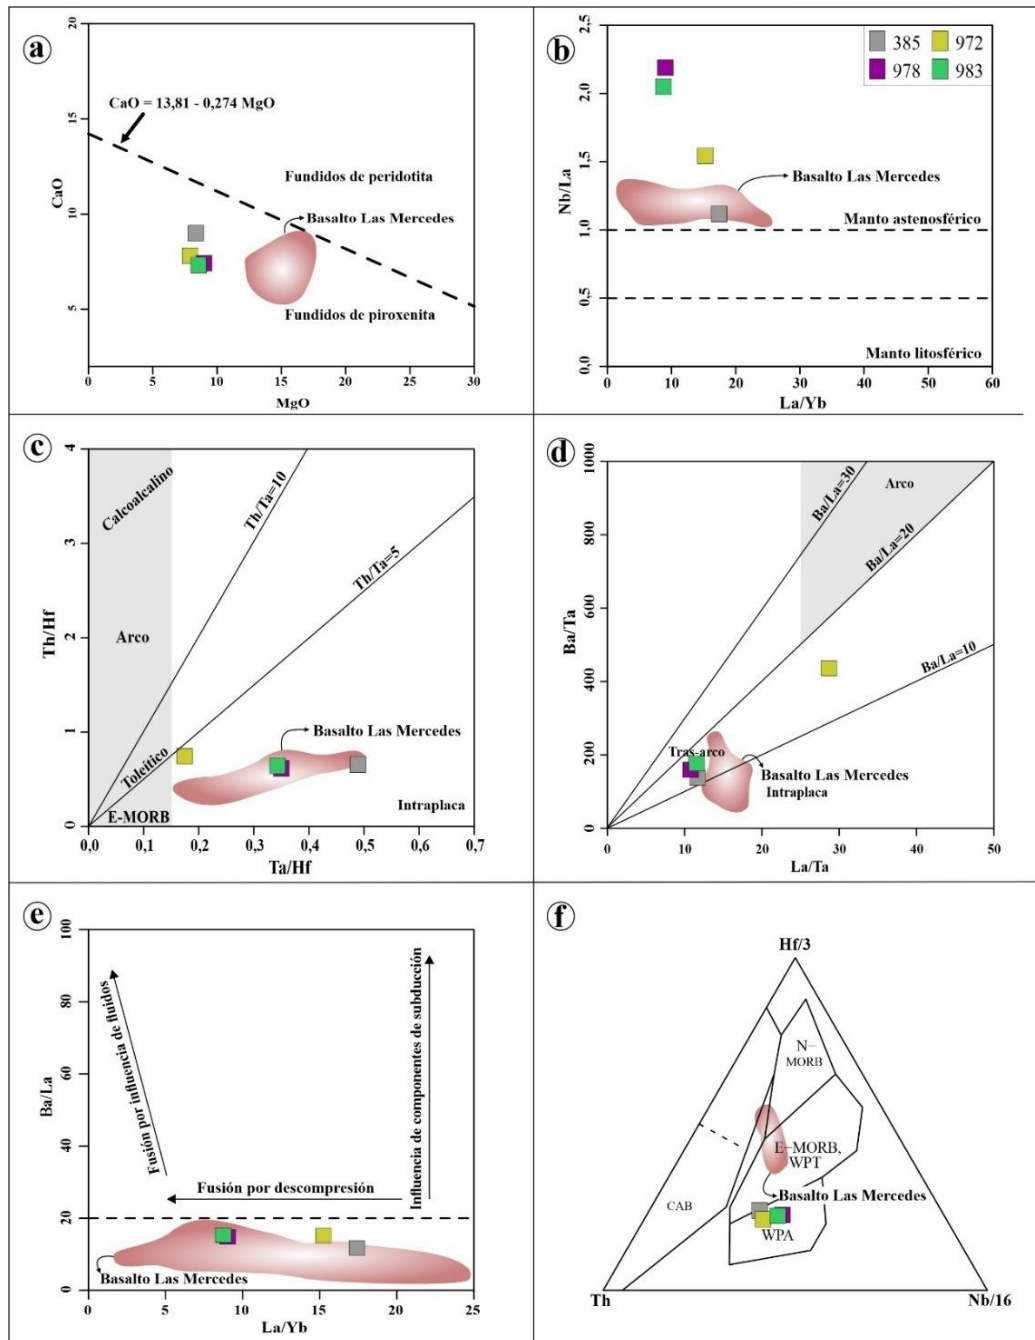 a
20
15
10
5
CaO
CaO = 13,81 - 0,274 MgO
Fundidos de peridotita
Basalto Las Mercedes
Fundidos de piroxenita
0 5 10 15 20 25 30
MgO
b
2,5
2,0
1,5
1,0
0,5
0,0
Nb/La
385 972
978 983
Basalto Las Mercedes
Manto astenosférico
Manto litosférico
0 10 20 30 40 50 60
La/Yb
c
4
3
2
1
0
Th/Hf
Calcoalcalino
Th/Ta=10
Th/Ta=5
Arco
Basalto Las Mercedes
Toleítico
Intraplaca
E-MORB
0,0 0,1 0,2 0,3 0,4 0,5 0,6 0,7
Ta/Hf
d
1000
800
600
400
200
0
Ba/Ta
Ba/La=30
Arco
Ba/La=20
Ba/La=10
Tras-arco
Basalto Las Mercedes
Intraplaca
0 10 20 30 40 50
La/Ta
e
100
80
60
40
20
0
Ba/La
Fusión por influencia de fluidos
Influencia de componentes de subducción
Fusión por descompresión
Basalto Las Mercedes
0 5 10 15 20 25
La/Yb
f
Hf/3
N-
MORB
E-MORB,
WPT
Basalto Las Mercedes
CAB
WPA
Th
Nb/16